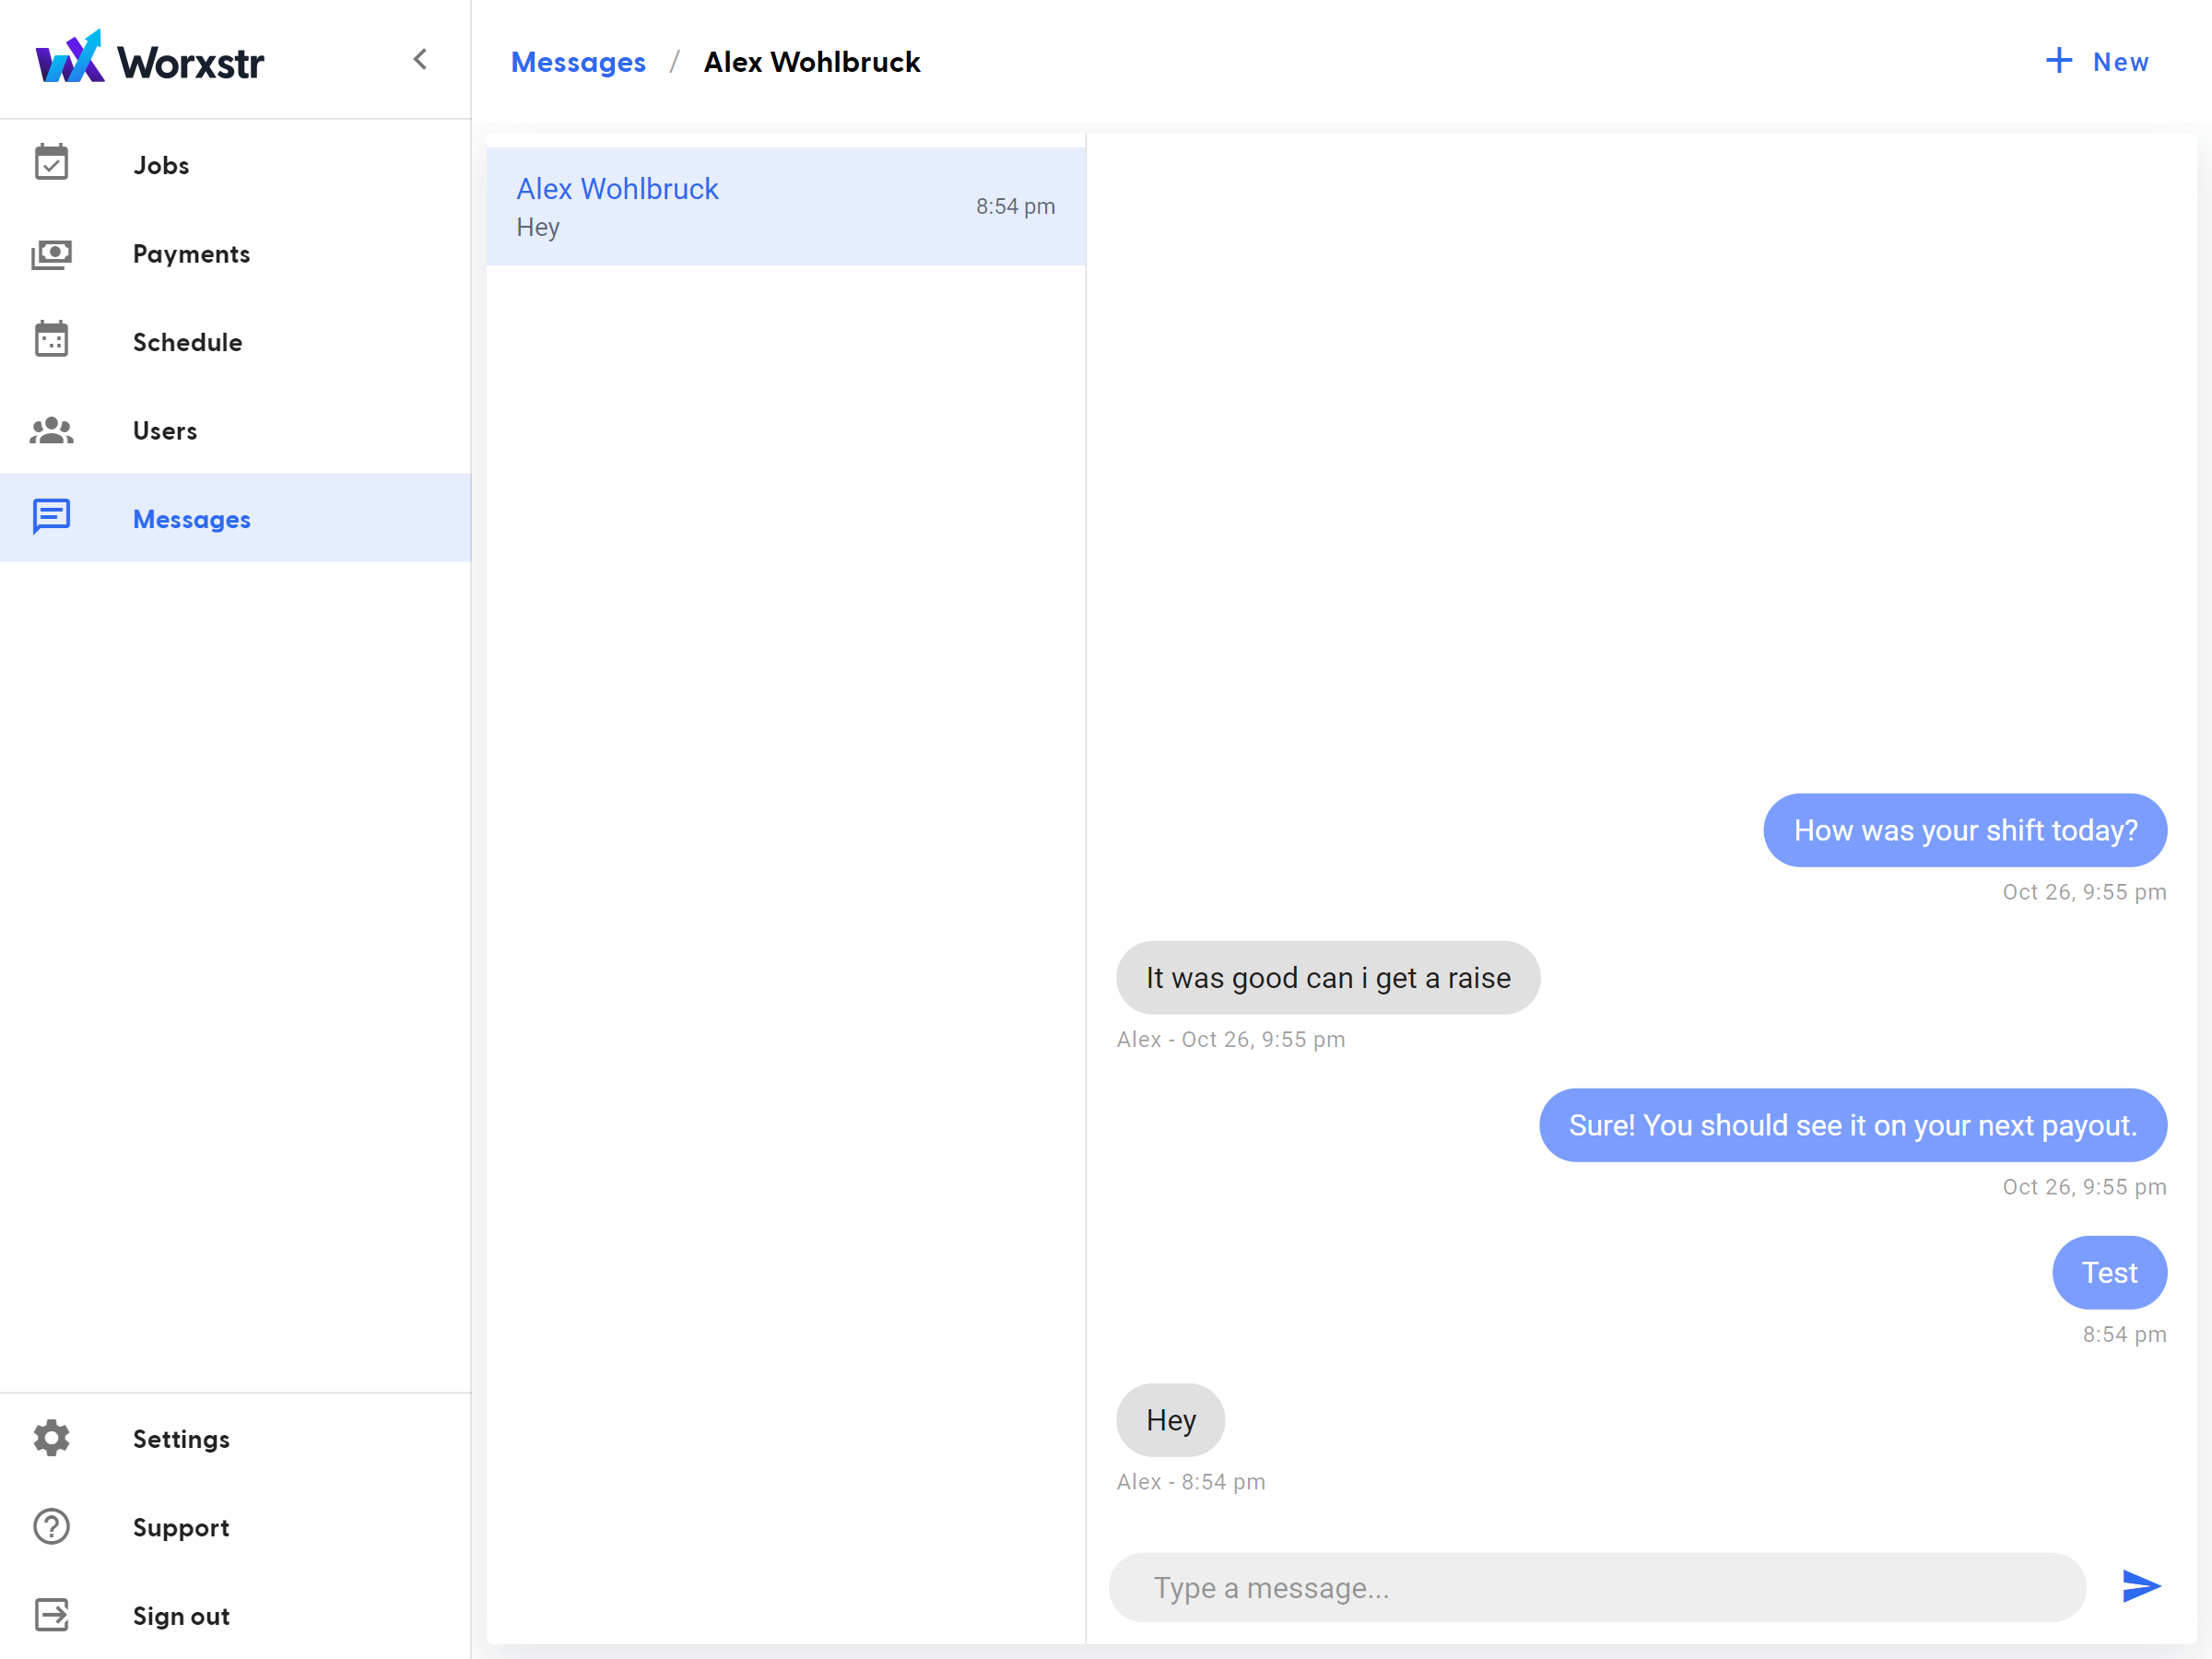 Worxstr
Jobs
Payments
Schedule
Users
Messages
Settings
Support
Sign out
Messages / Alex Wohlbruck
New
Alex Wohlbruck
Hey
8:54 pm
How was your shift today?
Oct 26, 9:55 pm
It was good can i get a raise
Alex - Oct 26, 9:55 pm
Sure! You should see it on your next payout.
Oct 26, 9:55 pm
Test
8:54 pm
Hey
Alex - 8:54 pm
Type a message...